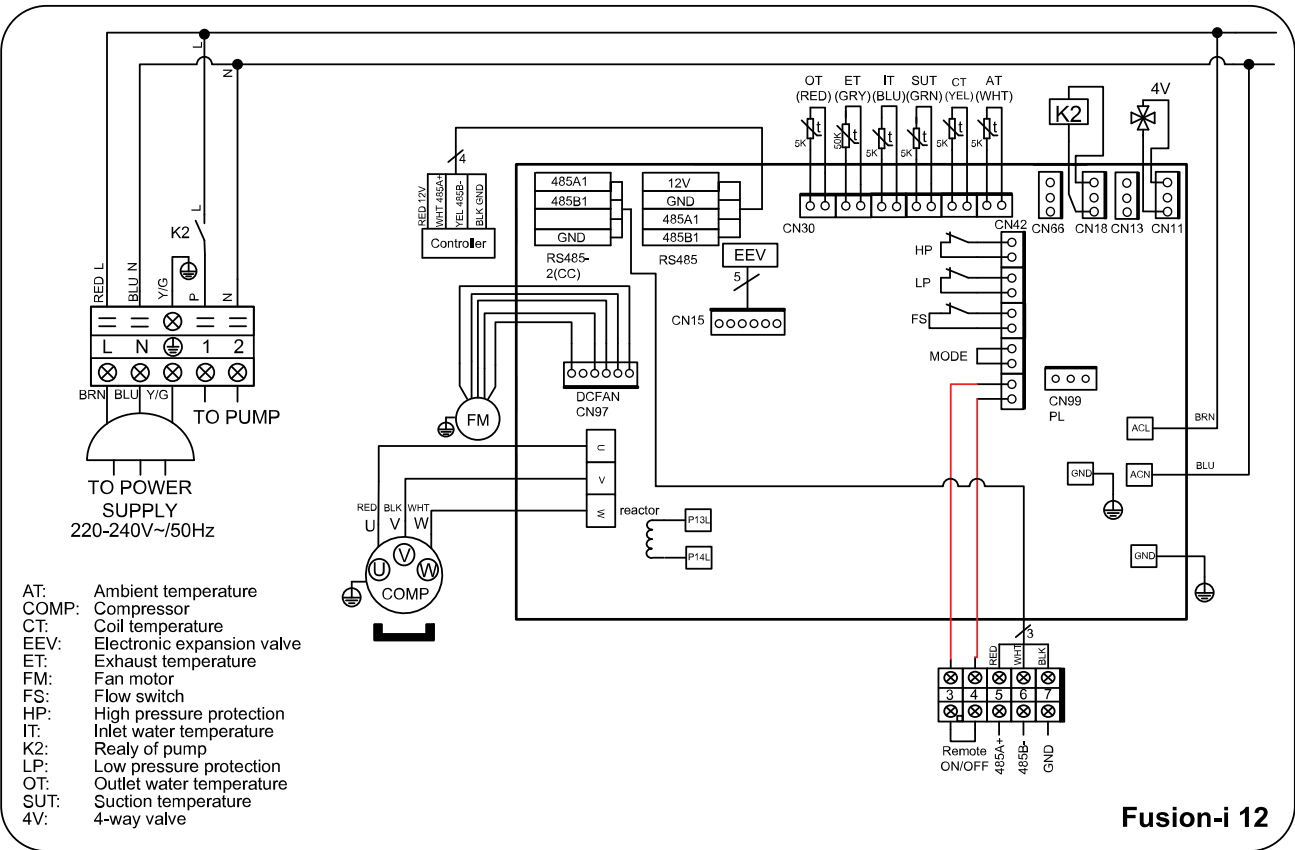 L
N
RED L
BLU N
Y/G
K2
L
P
N
L N 1 2
BRN BLU Y/G
TO PUMP
TO POWER
SUPPLY
220-240V~/50Hz
4
RED 12V
WHT 485A+
YEL 485B-
BLK GND
Controller
485A1
485B1
GND
RS485-
2(CC)
12V
GND
485A1
485B1
RS485
EEV
5
CN15
OT
(RED)
ET
(GRY)
IT
(BLU)
SUT
(GRN)
CT
(YEL)
AT
(WHT)
t t t t t t
5K 50K 5K 5K 5K 5K
CN30
K2
4V
CN42
CN66
CN18
CN13
CN11
HP
LP
FS
MODE
CN99
PL
DCFAN
CN97
FM
U
V
W
reactor
P13L
P14L
RED BLK WHT
U V W
U V W
COMP
ACL
BRN
GND
ACN
BLU
GND
3
RED
WHT
BLK
3 4 5 6 7
Remote
ON/OFF
485A+
485B-
GND
AT: Ambient temperature
COMP: Compressor
CT: Coil temperature
EEV: Electronic expansion valve
ET: Exhaust temperature
FM: Fan motor
FS: Flow switch
HP: High pressure protection
IT: Inlet water temperature
K2: Realy of pump
LP: Low pressure protection
OT: Outlet water temperature
SUT: Suction temperature
4V: 4-way valve
Fusion-i 12